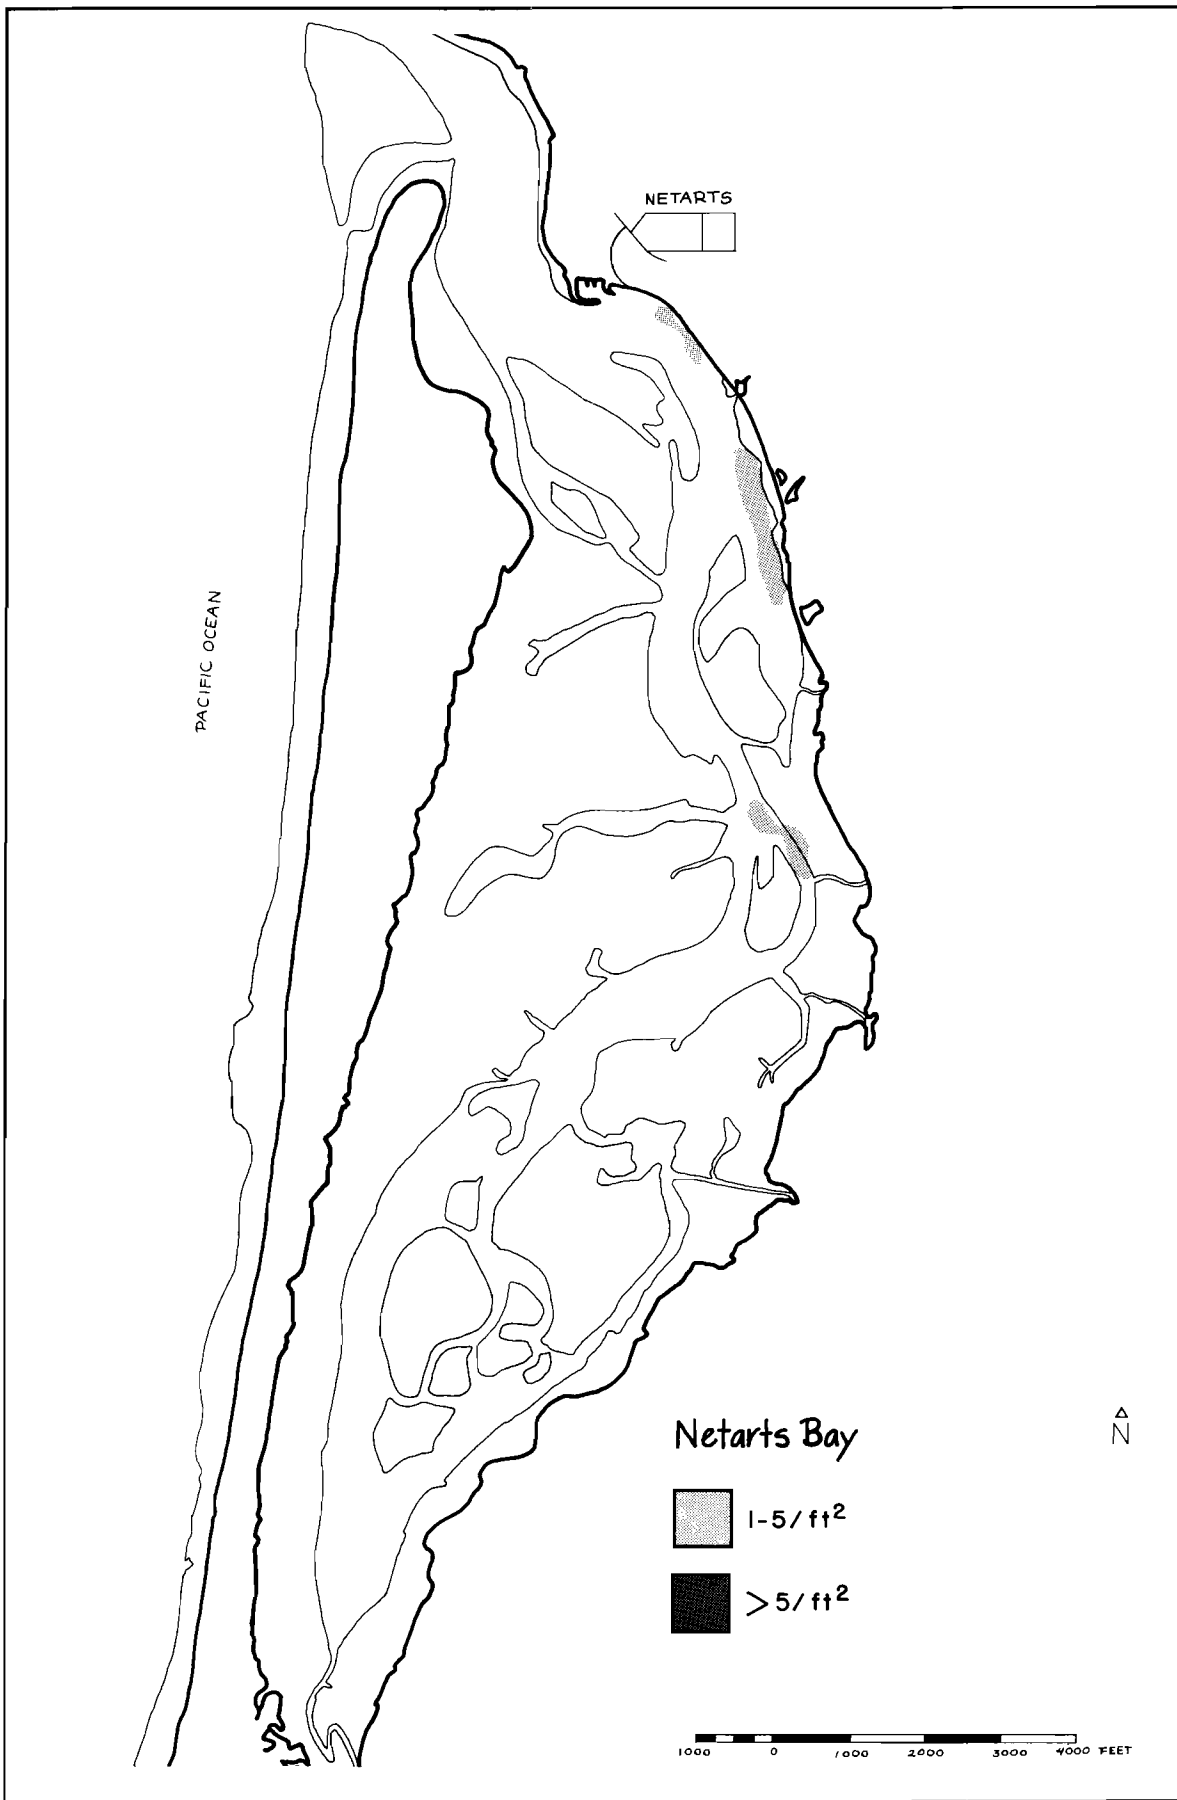 NETARTS
PACIFIC OCEAN
Netarts Bay
N
1-5/ft²
>5/ft²
1000 0 1000 2000 3000 4000 FEET